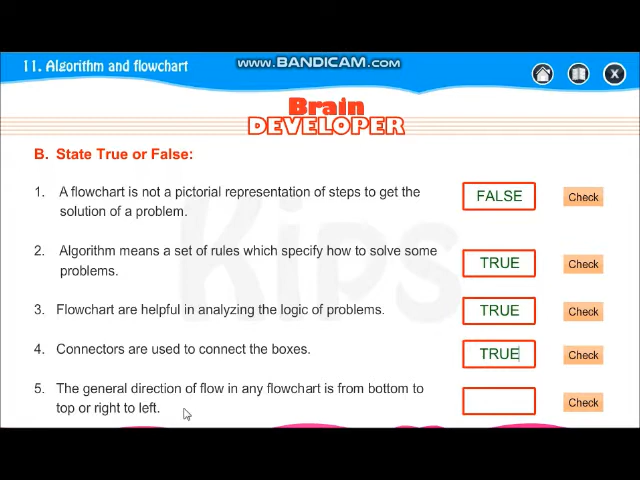 11. Algorithm and flowchart
www.BANDICAM.com
Brain
DEVELOPER
B. State True or False:
1. A flowchart is not a pictorial representation of steps to get the
solution of a problem.
FALSE
Check
2. Algorithm means a set of rules which specify how to solve some
problems.
TRUE
Check
3. Flowchart are helpful in analyzing the logic of problems.
TRUE
Check
4. Connectors are used to connect the boxes.
TRUE
Check
5. The general direction of flow in any flowchart is from bottom to
top or right to left.
Check
Kips